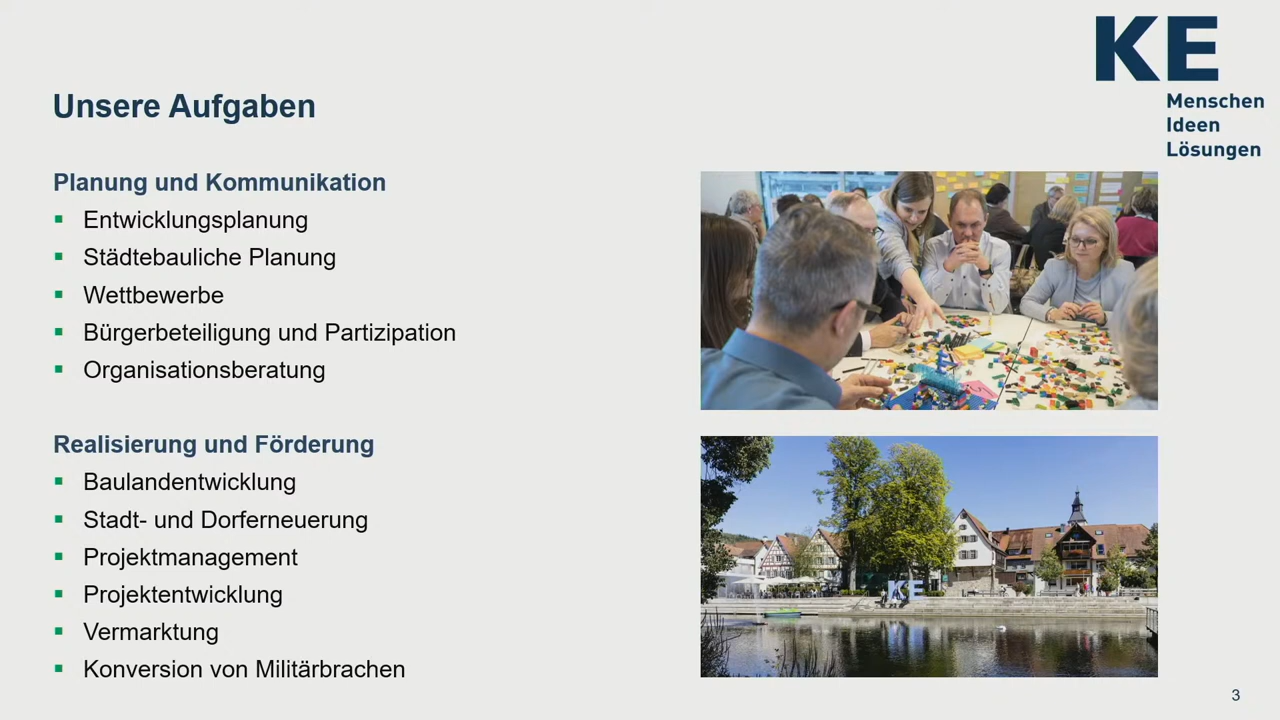 KE
Menschen
Ideen
Lösungen
Unsere Aufgaben
Planung und Kommunikation
Entwicklungsplanung
Städtebauliche Planung
Wettbewerbe
Bürgerbeteiligung und Partizipation
Organisationsberatung
Realisierung und Förderung
Baulandentwicklung
Stadt- und Dorferneuerung
Projektmanagement
Projektentwicklung
Vermarktung
Konversion von Militärbrachen
KE
3